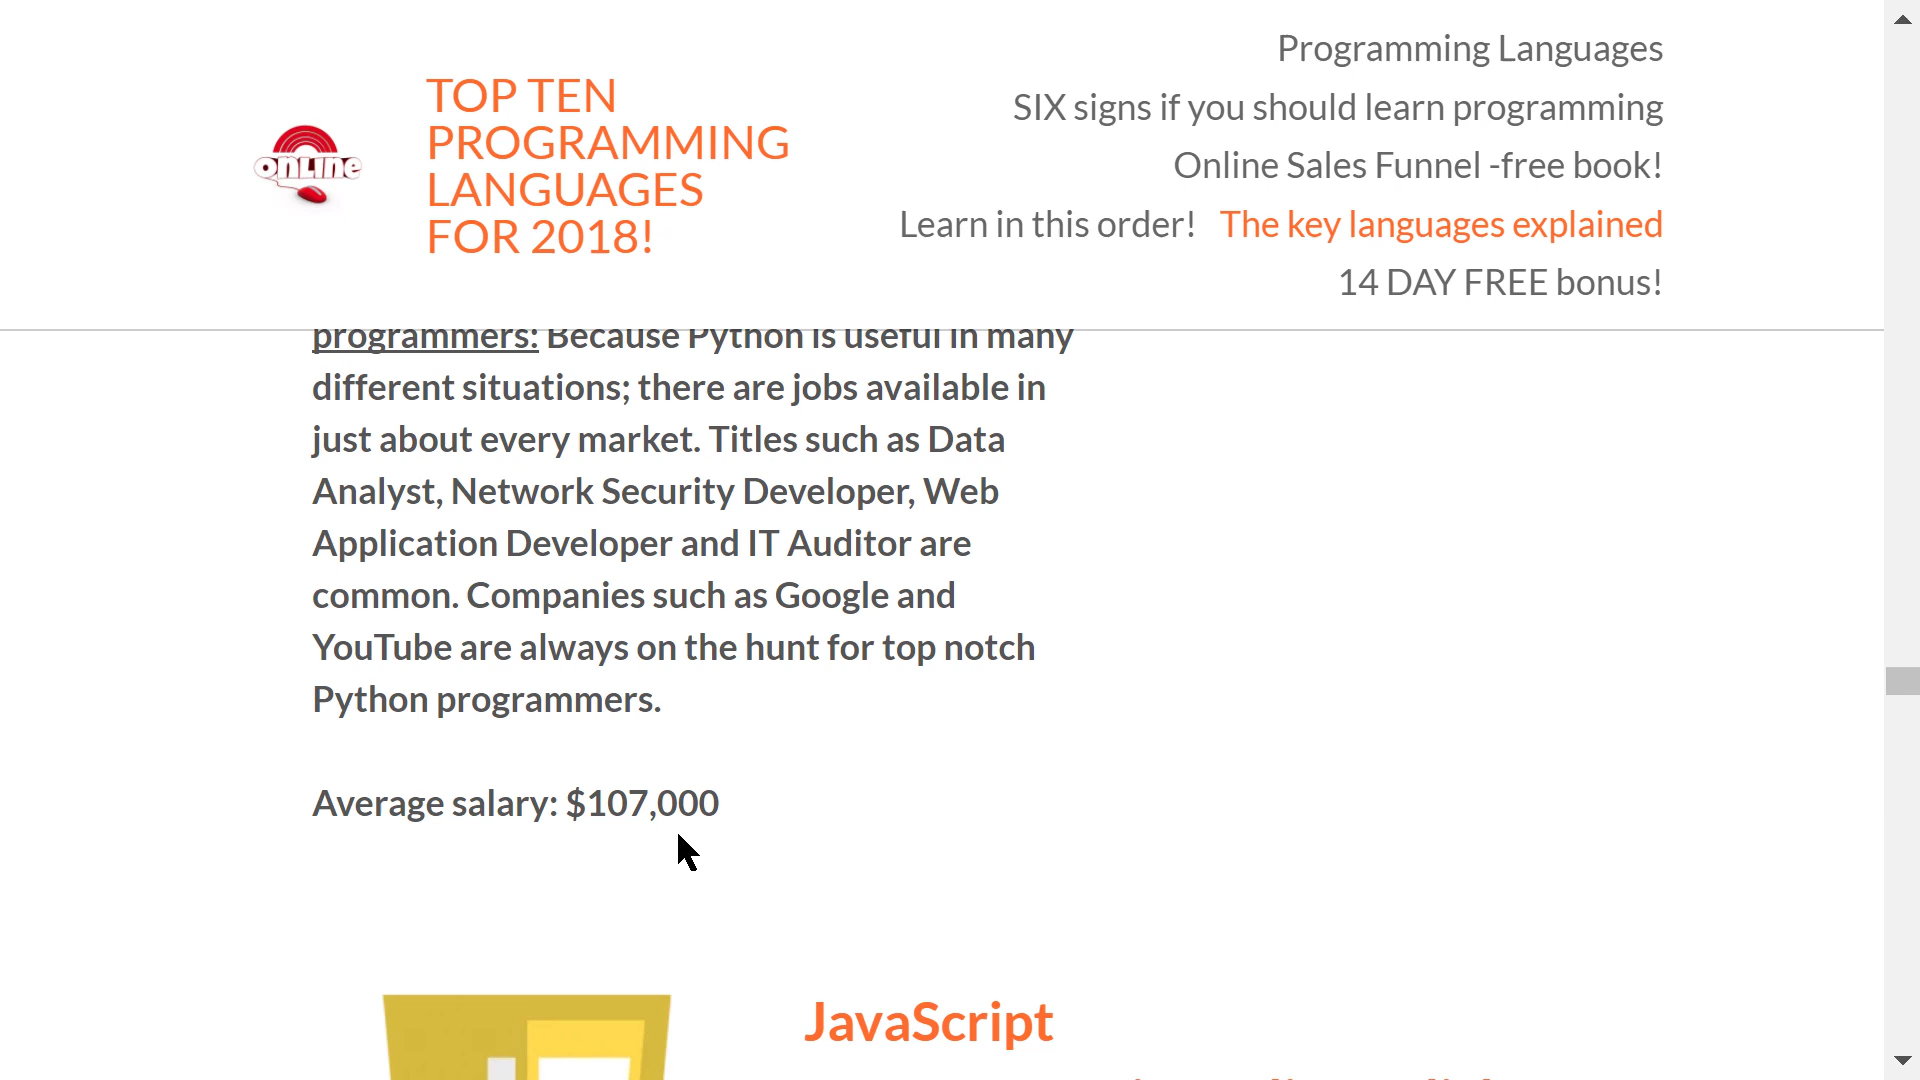 Programming Languages
TOP TEN
PROGRAMMING
LANGUAGES
FOR 2018!
SIX signs if you should learn programming
Online Sales Funnel -free book!
Learn in this order! The key languages explained
14 DAY FREE bonus!
ONLINE
programmers: Because Python is useful in many
different situations; there are jobs available in
just about every market. Titles such as Data
Analyst, Network Security Developer, Web
Application Developer and IT Auditor are
common. Companies such as Google and
YouTube are always on the hunt for top notch
Python programmers.
Average salary: $107,000
JavaScript